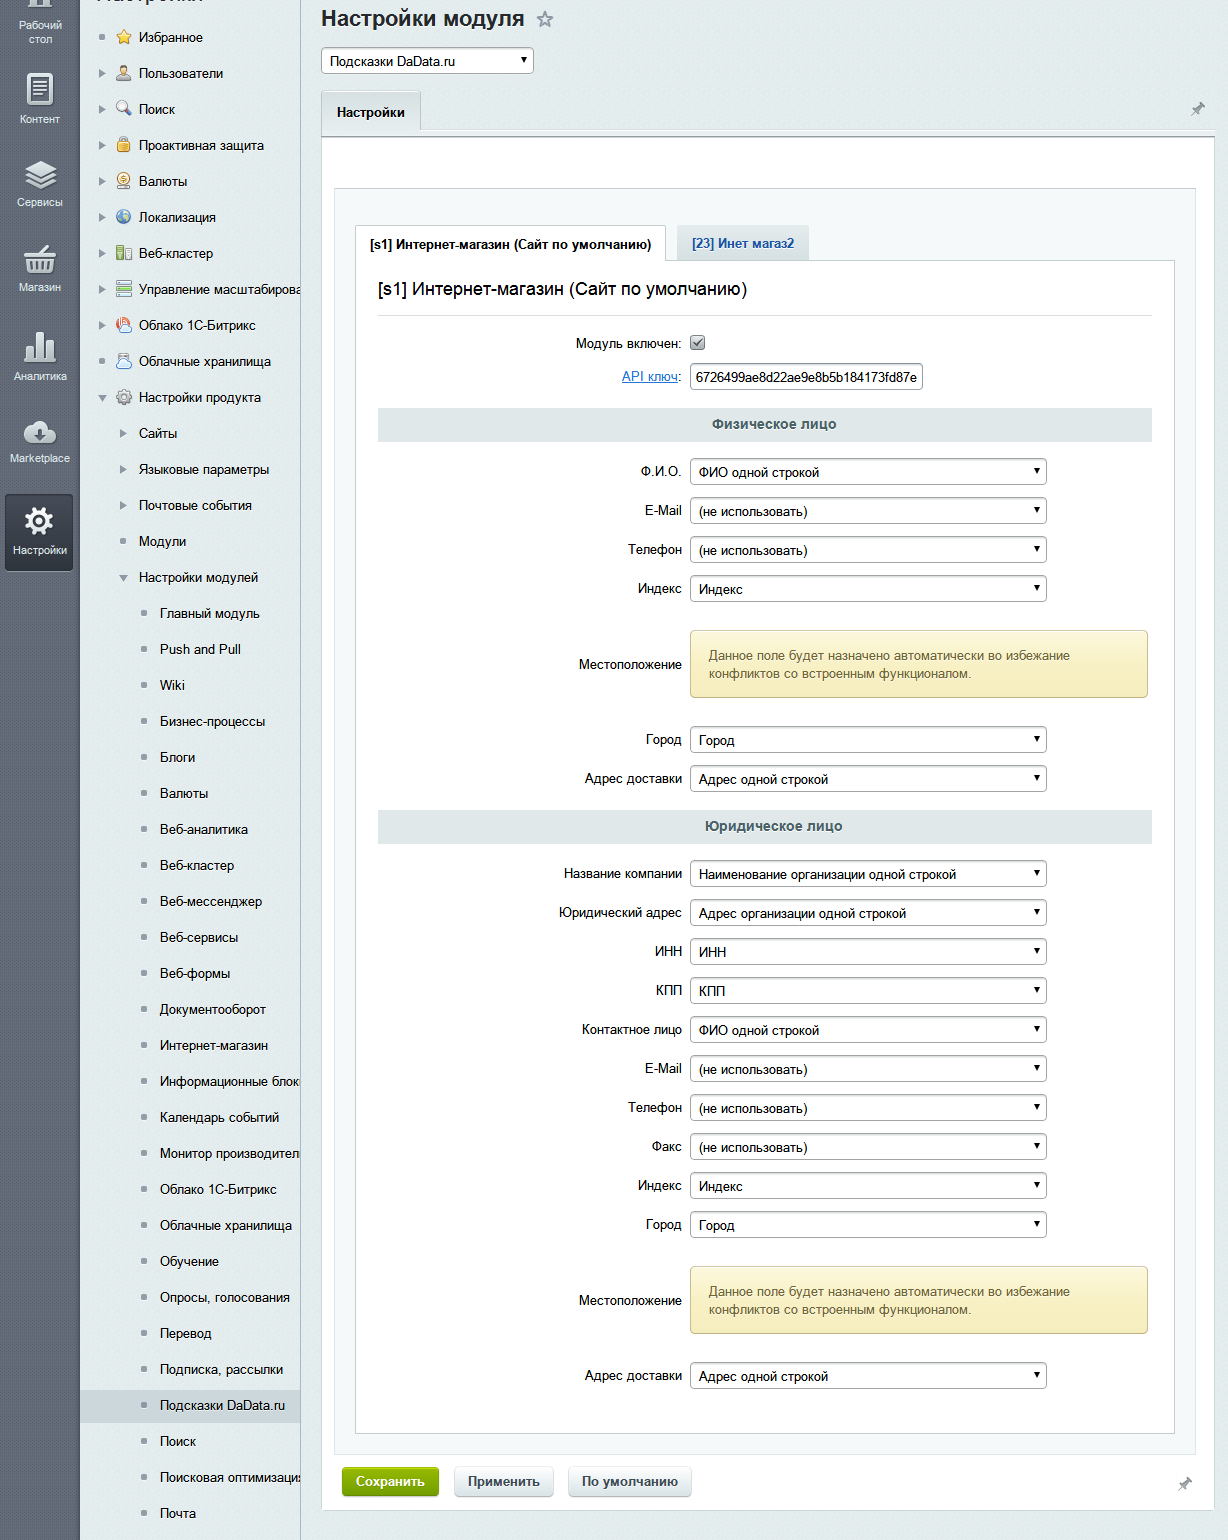 Рабочий
стол
Контент
Сервисы
Магазин
Аналитика
Marketplace
Настройки
Избранное
Пользователи
Поиск
Проактивная защита
Валюты
Локализация
Веб-кластер
Управление масштабирова
Облако 1С-Битрикс
Облачные хранилища
Настройки продукта
Сайты
Языковые параметры
Почтовые события
Модули
Настройки модулей
Главный модуль
Push and Pull
Wiki
Бизнес-процессы
Блоги
Валюты
Веб-аналитика
Веб-кластер
Веб-мессенджер
Веб-сервисы
Веб-формы
Документооборот
Интернет-магазин
Информационные блок
Календарь событий
Монитор производител
Облако 1С-Битрикс
Облачные хранилища
Обучение
Опросы, голосования
Перевод
Подписка, рассылки
Подсказки DaData.ru
Поиск
Поисковая оптимизация
Почта
Настройки модуля
Подсказки DaData.ru
Настройки
[s1] Интернет-магазин (Сайт по умолчанию)
[23] Инет магаз2
[s1] Интернет-магазин (Сайт по умолчанию)
Модуль включен:
API ключ: 6726499ae8d22ae9e8b5b184173fd87e
Физическое лицо
Ф.И.О. ФИО одной строкой
E-Mail (не использовать)
Телефон (не использовать)
Индекс Индекс
Местоположение
Данное поле будет назначено автоматически во избежание
конфликтов со встроенным функционалом.
Город Город
Адрес доставки Адрес одной строкой
Юридическое лицо
Название компании Наименование организации одной строкой
Юридический адрес Адрес организации одной строкой
ИНН ИНН
КПП КПП
Контактное лицо ФИО одной строкой
E-Mail (не использовать)
Телефон (не использовать)
Факс (не использовать)
Индекс Индекс
Город Город
Местоположение
Данное поле будет назначено автоматически во избежание
конфликтов со встроенным функционалом.
Адрес доставки Адрес одной строкой
Сохранить
Применить
По умолчанию